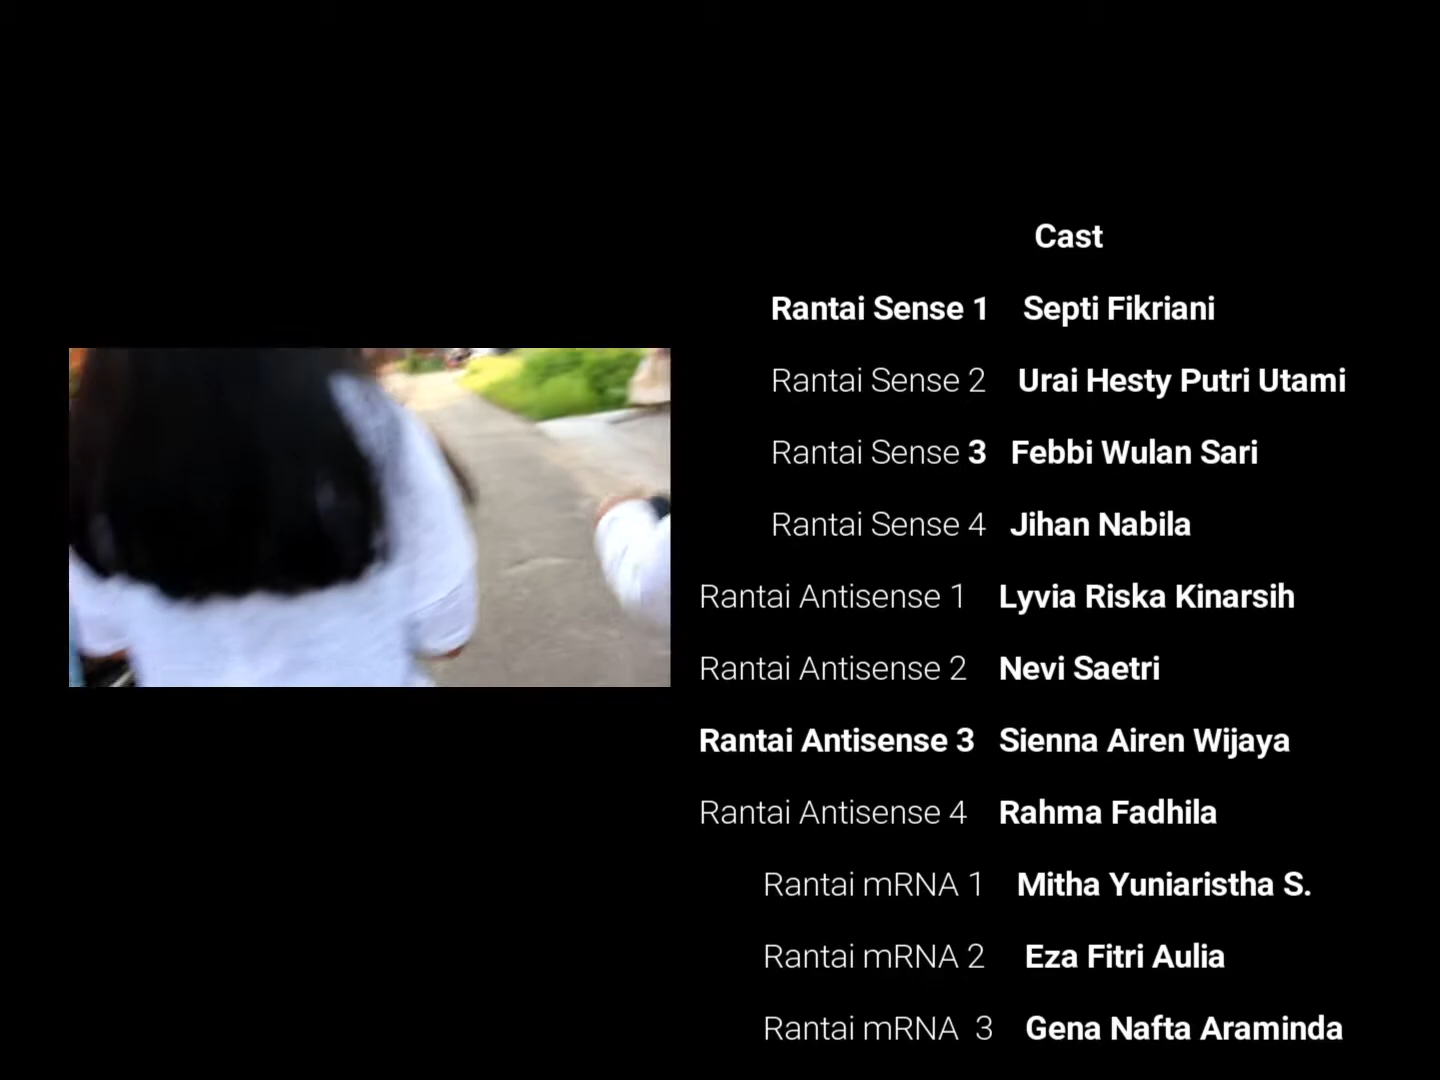 Cast
Rantai Sense 1 Septi Fikriani
Rantai Sense 2 Urai Hesty Putri Utami
Rantai Sense 3 Febbi Wulan Sari
Rantai Sense 4 Jihan Nabila
Rantai Antisense 1 Lyvia Riska Kinarsih
Rantai Antisense 2 Nevi Saetri
Rantai Antisense 3 Sienna Airen Wijaya
Rantai Antisense 4 Rahma Fadhila
Rantai mRNA 1 Mitha Yuniaristha S.
Rantai mRNA 2 Eza Fitri Aulia
Rantai mRNA 3 Gena Nafta Araminda